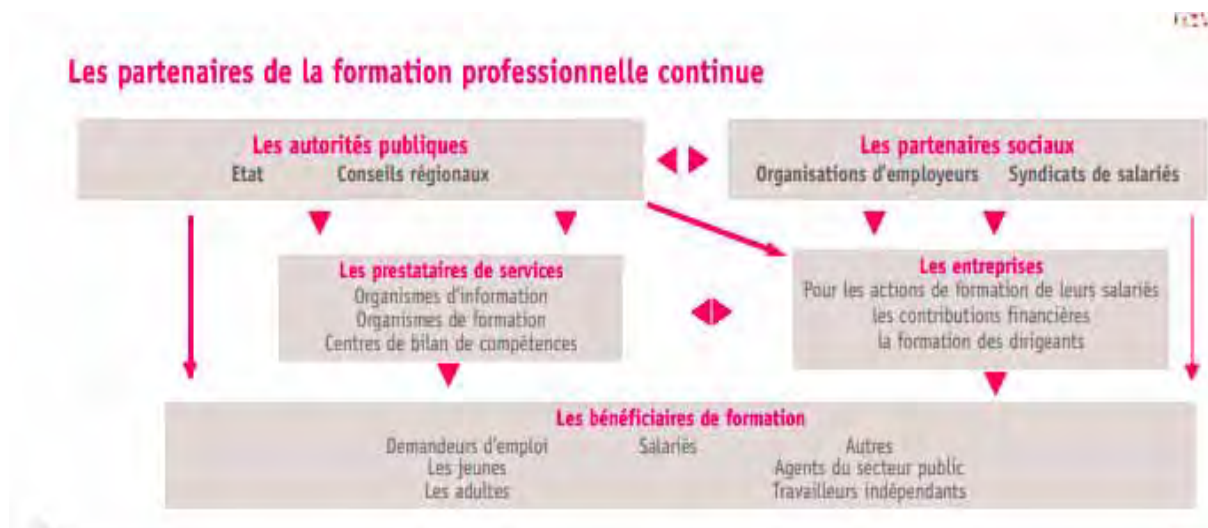 Les partenaires de la formation professionnelle continue
Les autorités publiques
Etat Conseils régionaux
Les partenaires sociaux
Organisations d'employeurs Syndicats de salariés
Les prestataires de services
Organismes d'information
Organismes de formation
Centres de bilan de compétences
Les entreprises
Pour les actions de formation de leurs salariés
les contributions financières
la formation des dirigeants
Les bénéficiaires de formation
Demandeurs d'emploi Salariés Autres
Les jeunes Agents du secteur public
Les adultes Travailleurs indépendants